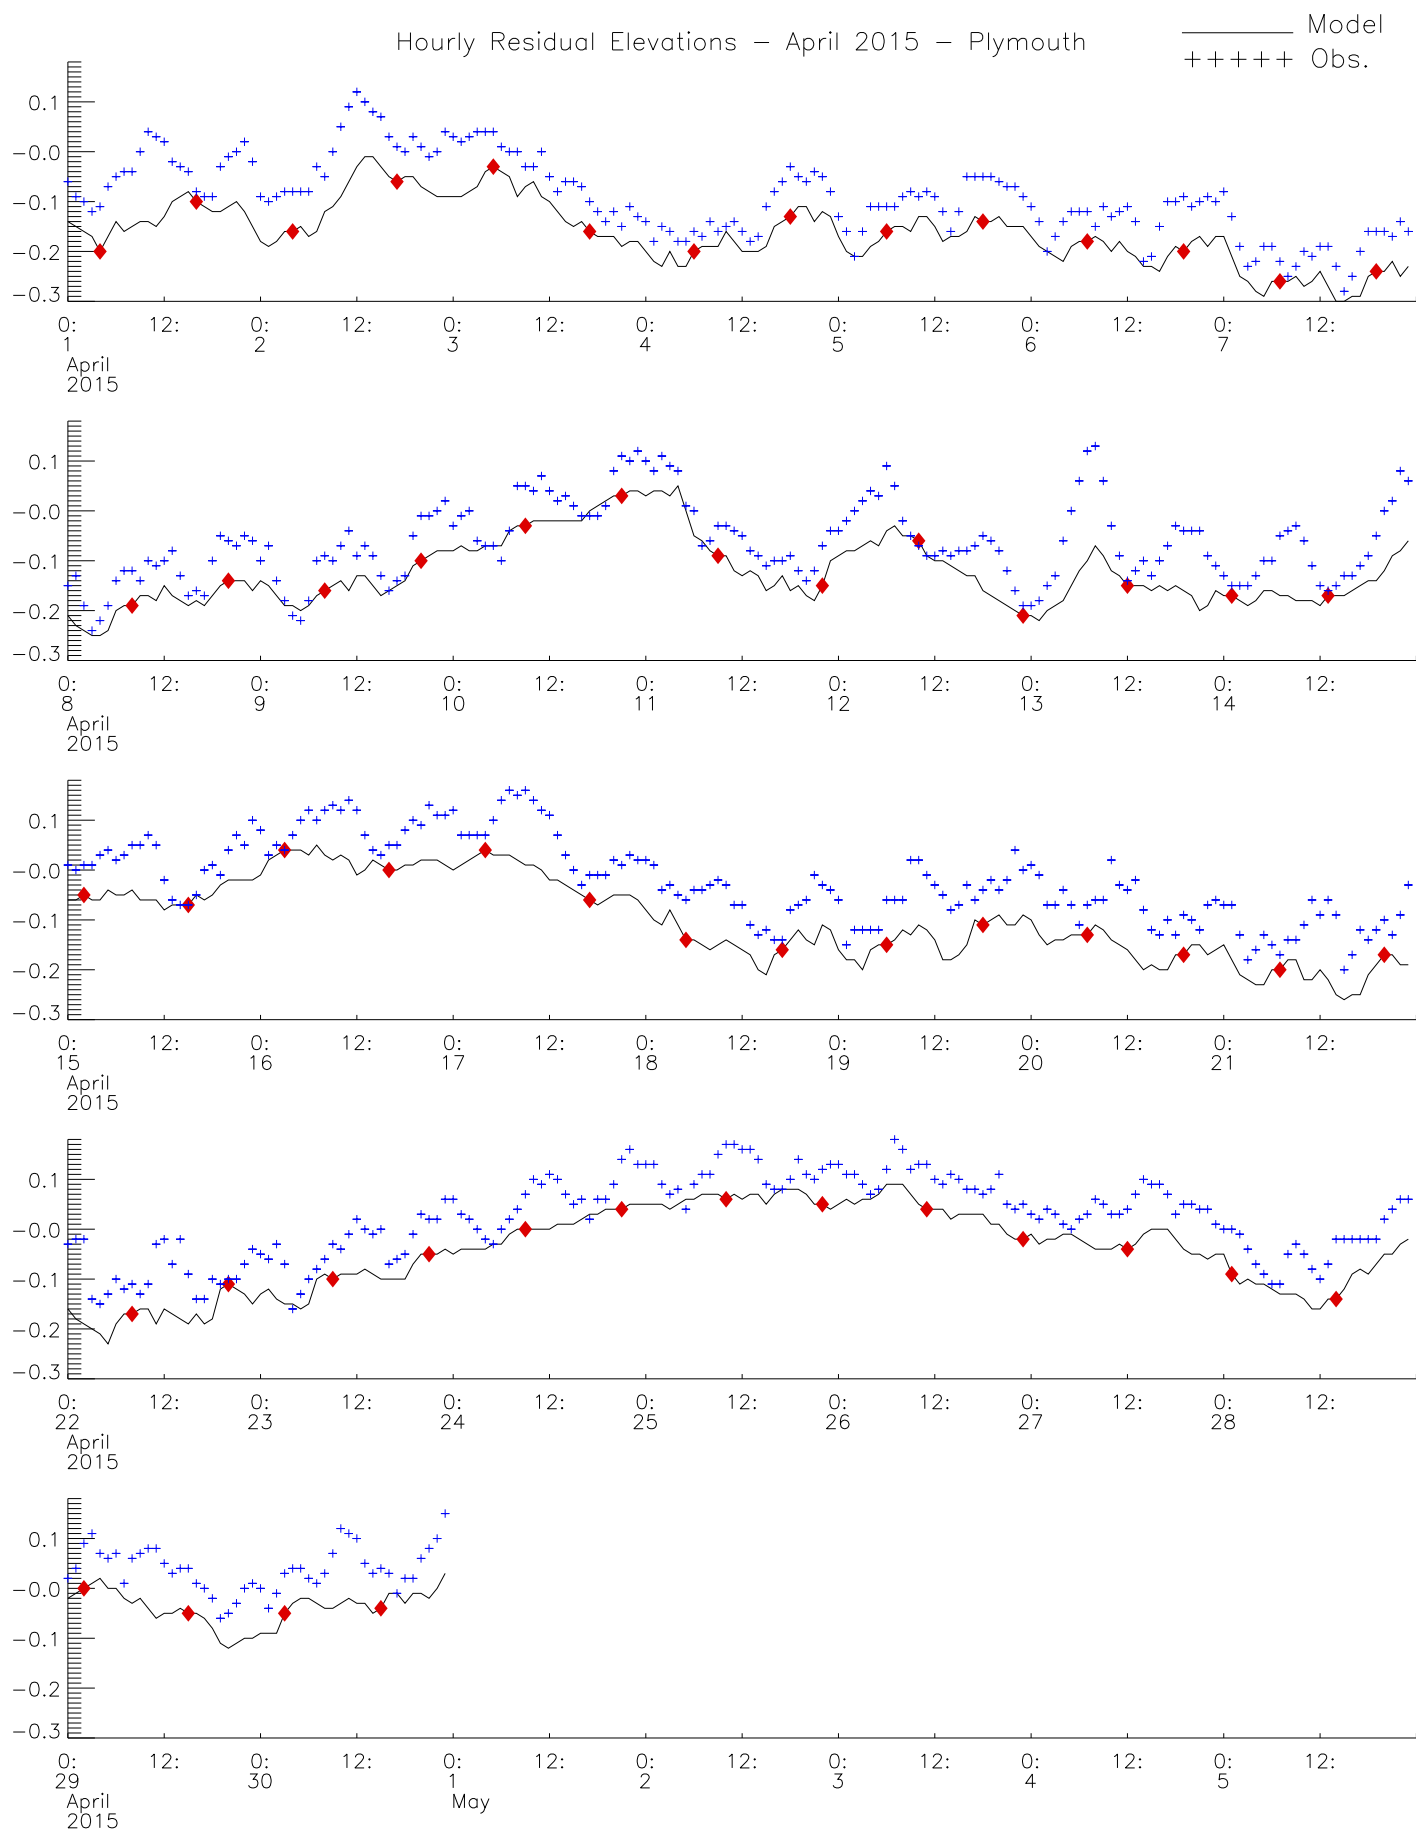 Hourly Residual Elevations − April 2015 − Plymouth
Model
+++++ Obs.
0.1
−0.0
−0.1
−0.2
−0.3
0: 12: 0: 12: 0: 12: 0: 12: 0: 12: 0: 12: 0: 12:
1 2 3 4 5 6 7
April
2015
0.1
−0.0
−0.1
−0.2
−0.3
0: 12: 0: 12: 0: 12: 0: 12: 0: 12: 0: 12: 0: 12:
8 9 10 11 12 13 14
April
2015
0.1
−0.0
−0.1
−0.2
−0.3
0: 12: 0: 12: 0: 12: 0: 12: 0: 12: 0: 12: 0: 12:
15 16 17 18 19 20 21
April
2015
0.1
−0.0
−0.1
−0.2
−0.3
0: 12: 0: 12: 0: 12: 0: 12: 0: 12: 0: 12: 0: 12:
22 23 24 25 26 27 28
April
2015
0.1
−0.0
−0.1
−0.2
−0.3
0: 12: 0: 12: 0: 12: 0: 12: 0: 12: 0: 12: 0: 12:
29 30 1 2 3 4 5
April May
2015